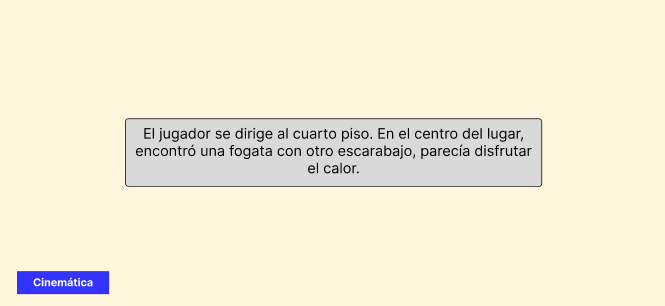 El jugador se dirige al cuarto piso. En el centro del lugar,
encontró una fogata con otro escarabajo, parecía disfrutar
el calor.
Cinemática